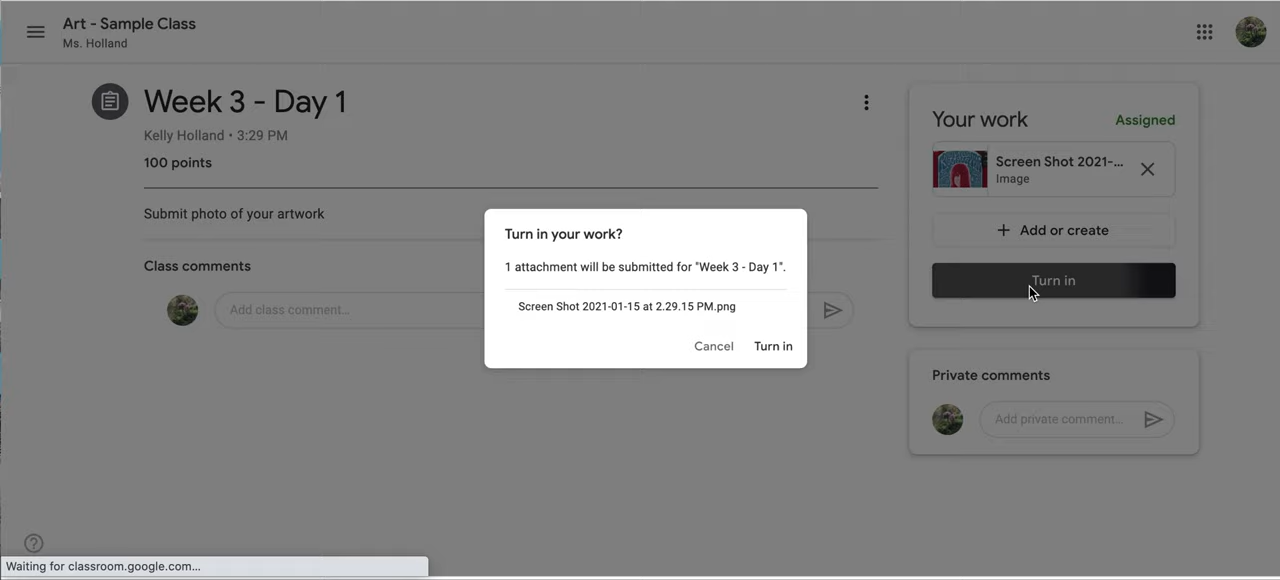 Art - Sample Class
Ms. Holland
Week 3 - Day 1
Kelly Holland • 3:29 PM
100 points
Submit photo of your artwork
Class comments
Add class comment...
Your work
Assigned
Screen Shot 2021-...
Image
+ Add or create
Turn in
Private comments
Add private comment...
Turn in your work?
1 attachment will be submitted for "Week 3 - Day 1".
Screen Shot 2021-01-15 at 2.29.15 PM.png
Cancel
Turn in
Waiting for classroom.google.com...